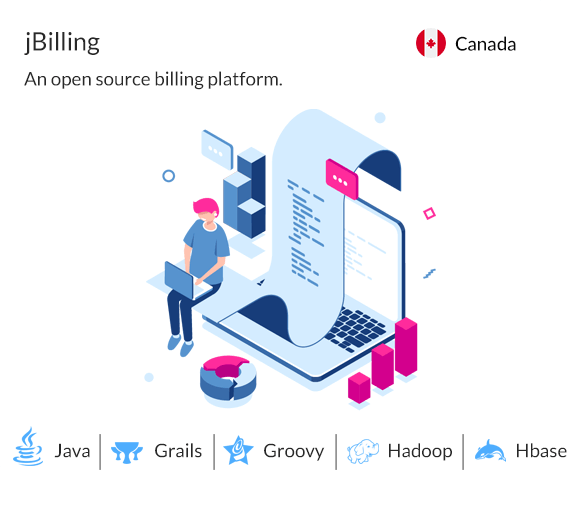 jBilling
Canada
An open source billing platform.
Java
Grails
Groovy
Hadoop
Hbase